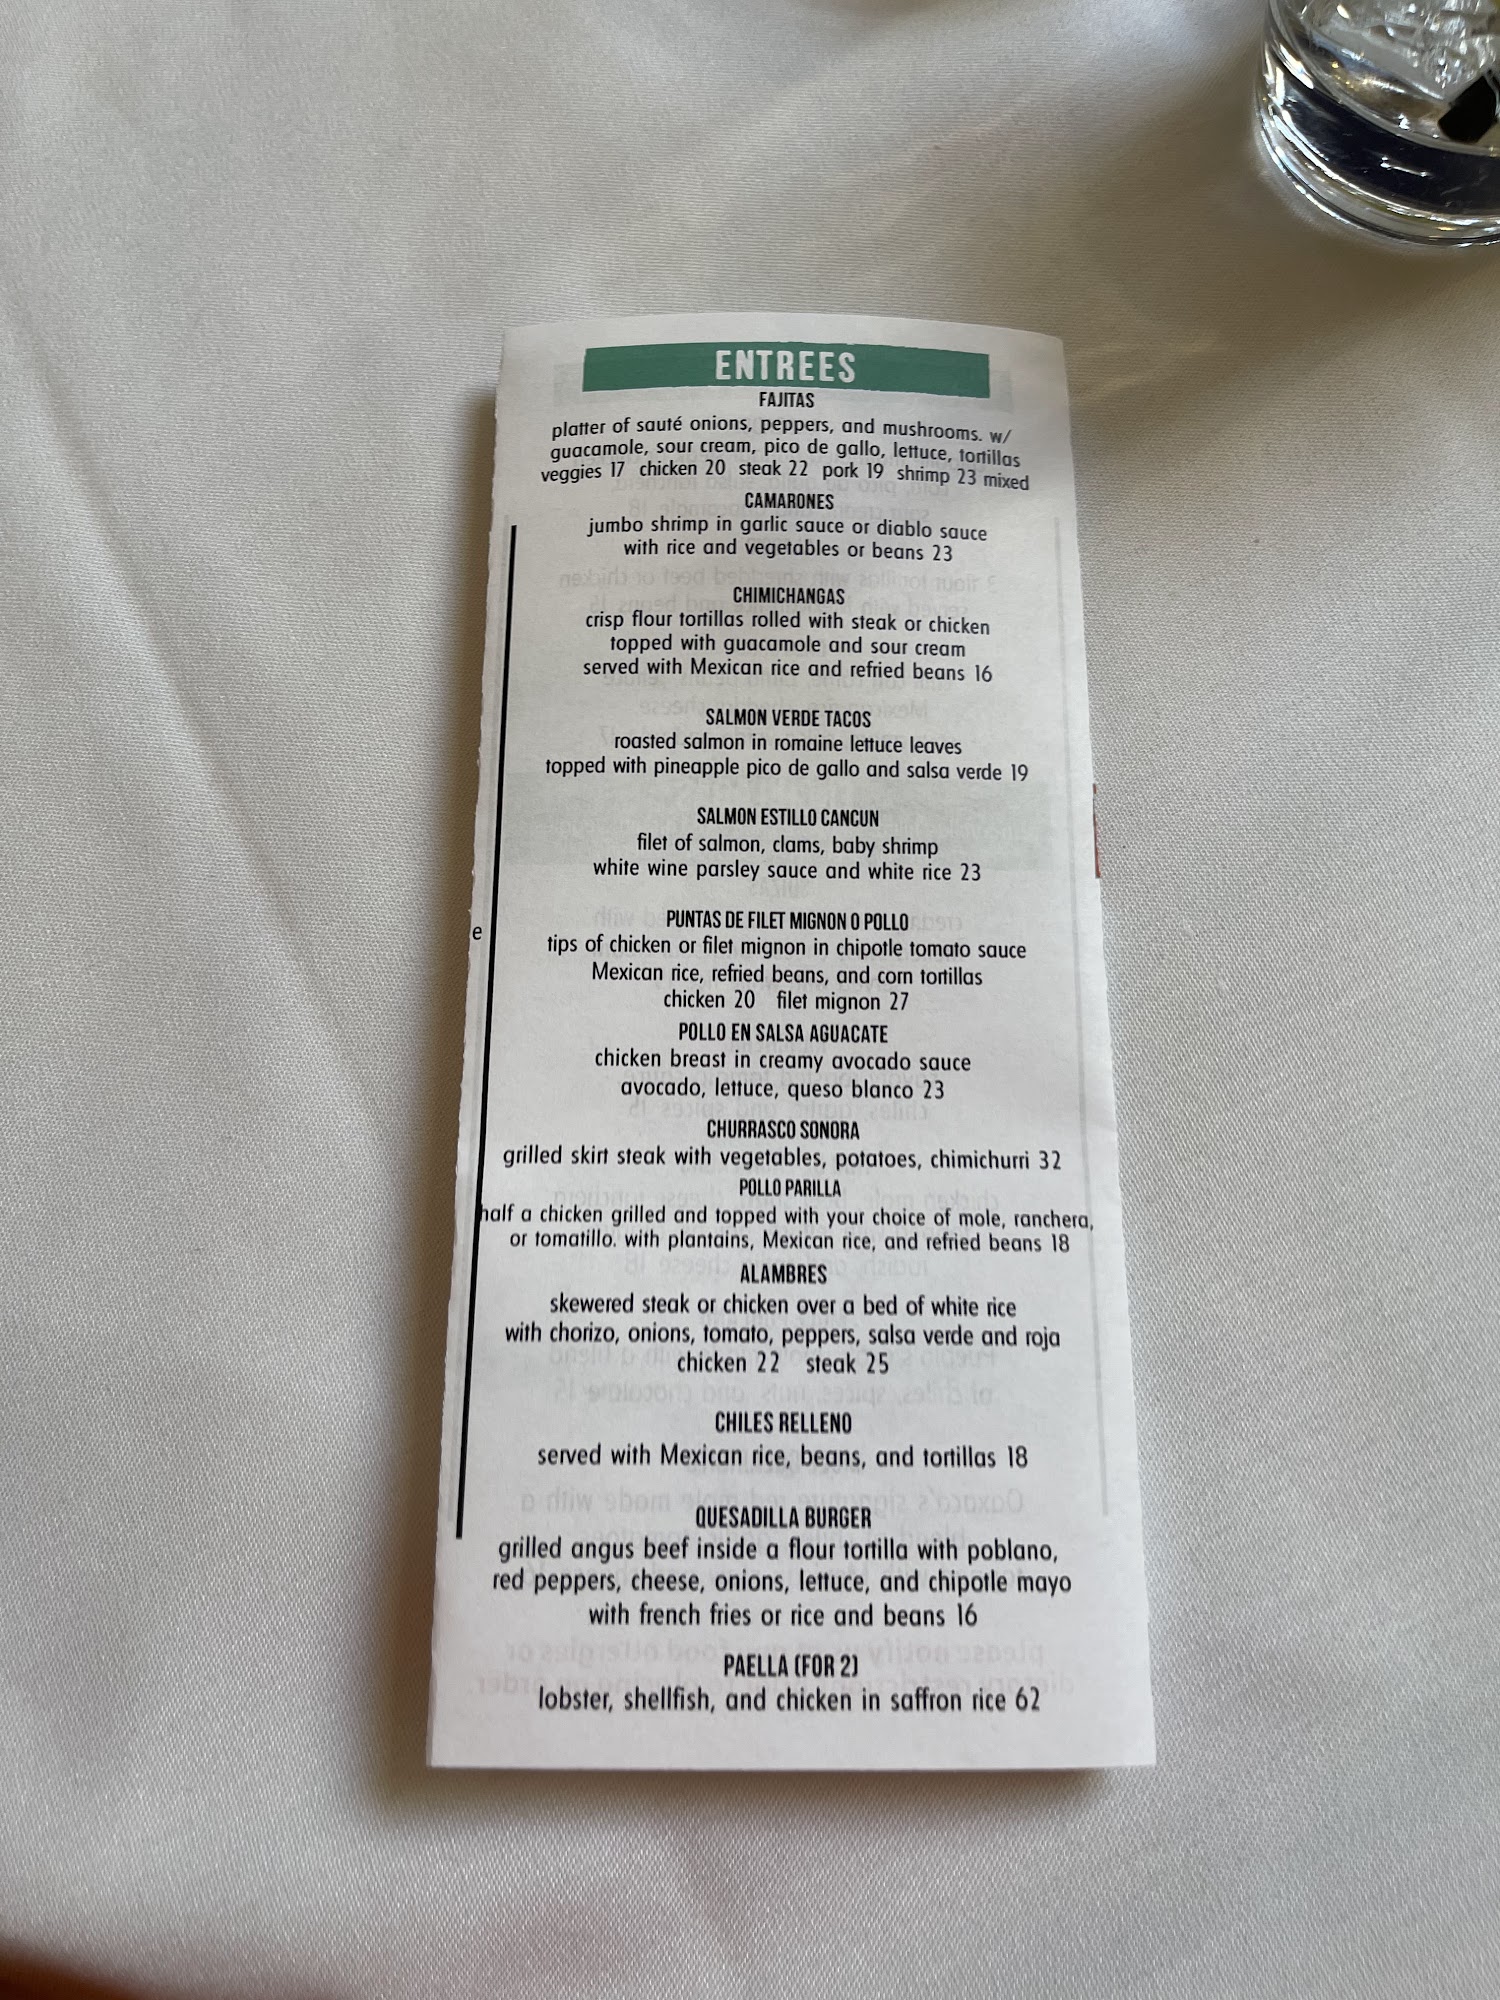 ENTREES
FAJITAS
platter of sauté onions, peppers, and mushrooms. w/
guacamole, sour cream, pico de gallo, lettuce, tortillas
veggies 17 chicken 20 steak 22 pork 19 shrimp 23 mixed
CAMARONES
jumbo shrimp in garlic sauce or diablo sauce
with rice and vegetables or beans 23
CHIMICHANGAS
crisp flour tortillas rolled with steak or chicken
topped with guacamole and sour cream
served with Mexican rice and refried beans 16
SALMON VERDE TACOS
roasted salmon in romaine lettuce leaves
topped with pineapple pico de gallo and salsa verde 19
SALMON ESTILLO CANCUN
filet of salmon, clams, baby shrimp
white wine parsley sauce and white rice 23
e
PUNTAS DE FILET MIGNON O POLLO
tips of chicken or filet mignon in chipotle tomato sauce
Mexican rice, refried beans, and corn tortillas
chicken 20 filet mignon 27
POLLO EN SALSA AGUACATE
chicken breast in creamy avocado sauce
avocado, lettuce, queso blanco 23
CHURRASCO SONORA
grilled skirt steak with vegetables, potatoes, chimichurri 32
POLLO PARILLA
half a chicken grilled and topped with your choice of mole, ranchera,
or tomatillo. with plantains, Mexican rice, and refried beans 18
ALAMBRES
skewered steak or chicken over a bed of white rice
with chorizo, onions, tomato, peppers, salsa verde and roja
chicken 22 steak 25
CHILES RELLENO
served with Mexican rice, beans, and tortillas 18
QUESADILLA BURGER
grilled angus beef inside a flour tortilla with poblano,
red peppers, cheese, onions, lettuce, and chipotle mayo
with french fries or rice and beans 16
PAELLA (FOR 2)
lobster, shellfish, and chicken in saffron rice 62